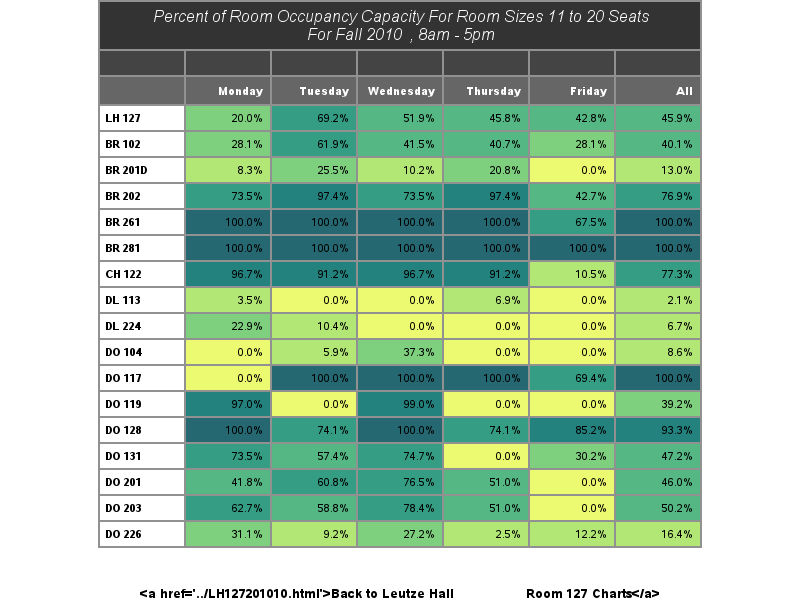 Percent of Room Occupancy Capacity For Room Sizes 11 to 20 Seats
For Fall 2010 , 8am - 5pm
Monday Tuesday Wednesday Thursday Friday All
LH 127 20.0% 69.2% 51.9% 45.8% 42.8% 45.9%
BR 102 28.1% 61.9% 41.5% 40.7% 28.1% 40.1%
BR 201D 8.3% 25.5% 10.2% 20.8% 0.0% 13.0%
BR 202 73.5% 97.4% 73.5% 97.4% 42.7% 76.9%
BR 261 100.0% 100.0% 100.0% 100.0% 67.5% 100.0%
BR 281 100.0% 100.0% 100.0% 100.0% 100.0% 100.0%
CH 122 96.7% 91.2% 96.7% 91.2% 10.5% 77.3%
DL 113 3.5% 0.0% 0.0% 6.9% 0.0% 2.1%
DL 224 22.9% 10.4% 0.0% 0.0% 0.0% 6.7%
DO 104 0.0% 5.9% 37.3% 0.0% 0.0% 8.6%
DO 117 0.0% 100.0% 100.0% 100.0% 69.4% 100.0%
DO 119 97.0% 0.0% 99.0% 0.0% 0.0% 39.2%
DO 128 100.0% 74.1% 100.0% 74.1% 85.2% 93.3%
DO 131 73.5% 57.4% 74.7% 0.0% 30.2% 47.2%
DO 201 41.8% 60.8% 76.5% 51.0% 0.0% 46.0%
DO 203 62.7% 58.8% 78.4% 51.0% 0.0% 50.2%
DO 226 31.1% 9.2% 27.2% 2.5% 12.2% 16.4%
<a href='../LH127201010.html'>Back to Leutze Hall Room 127 Charts</a>